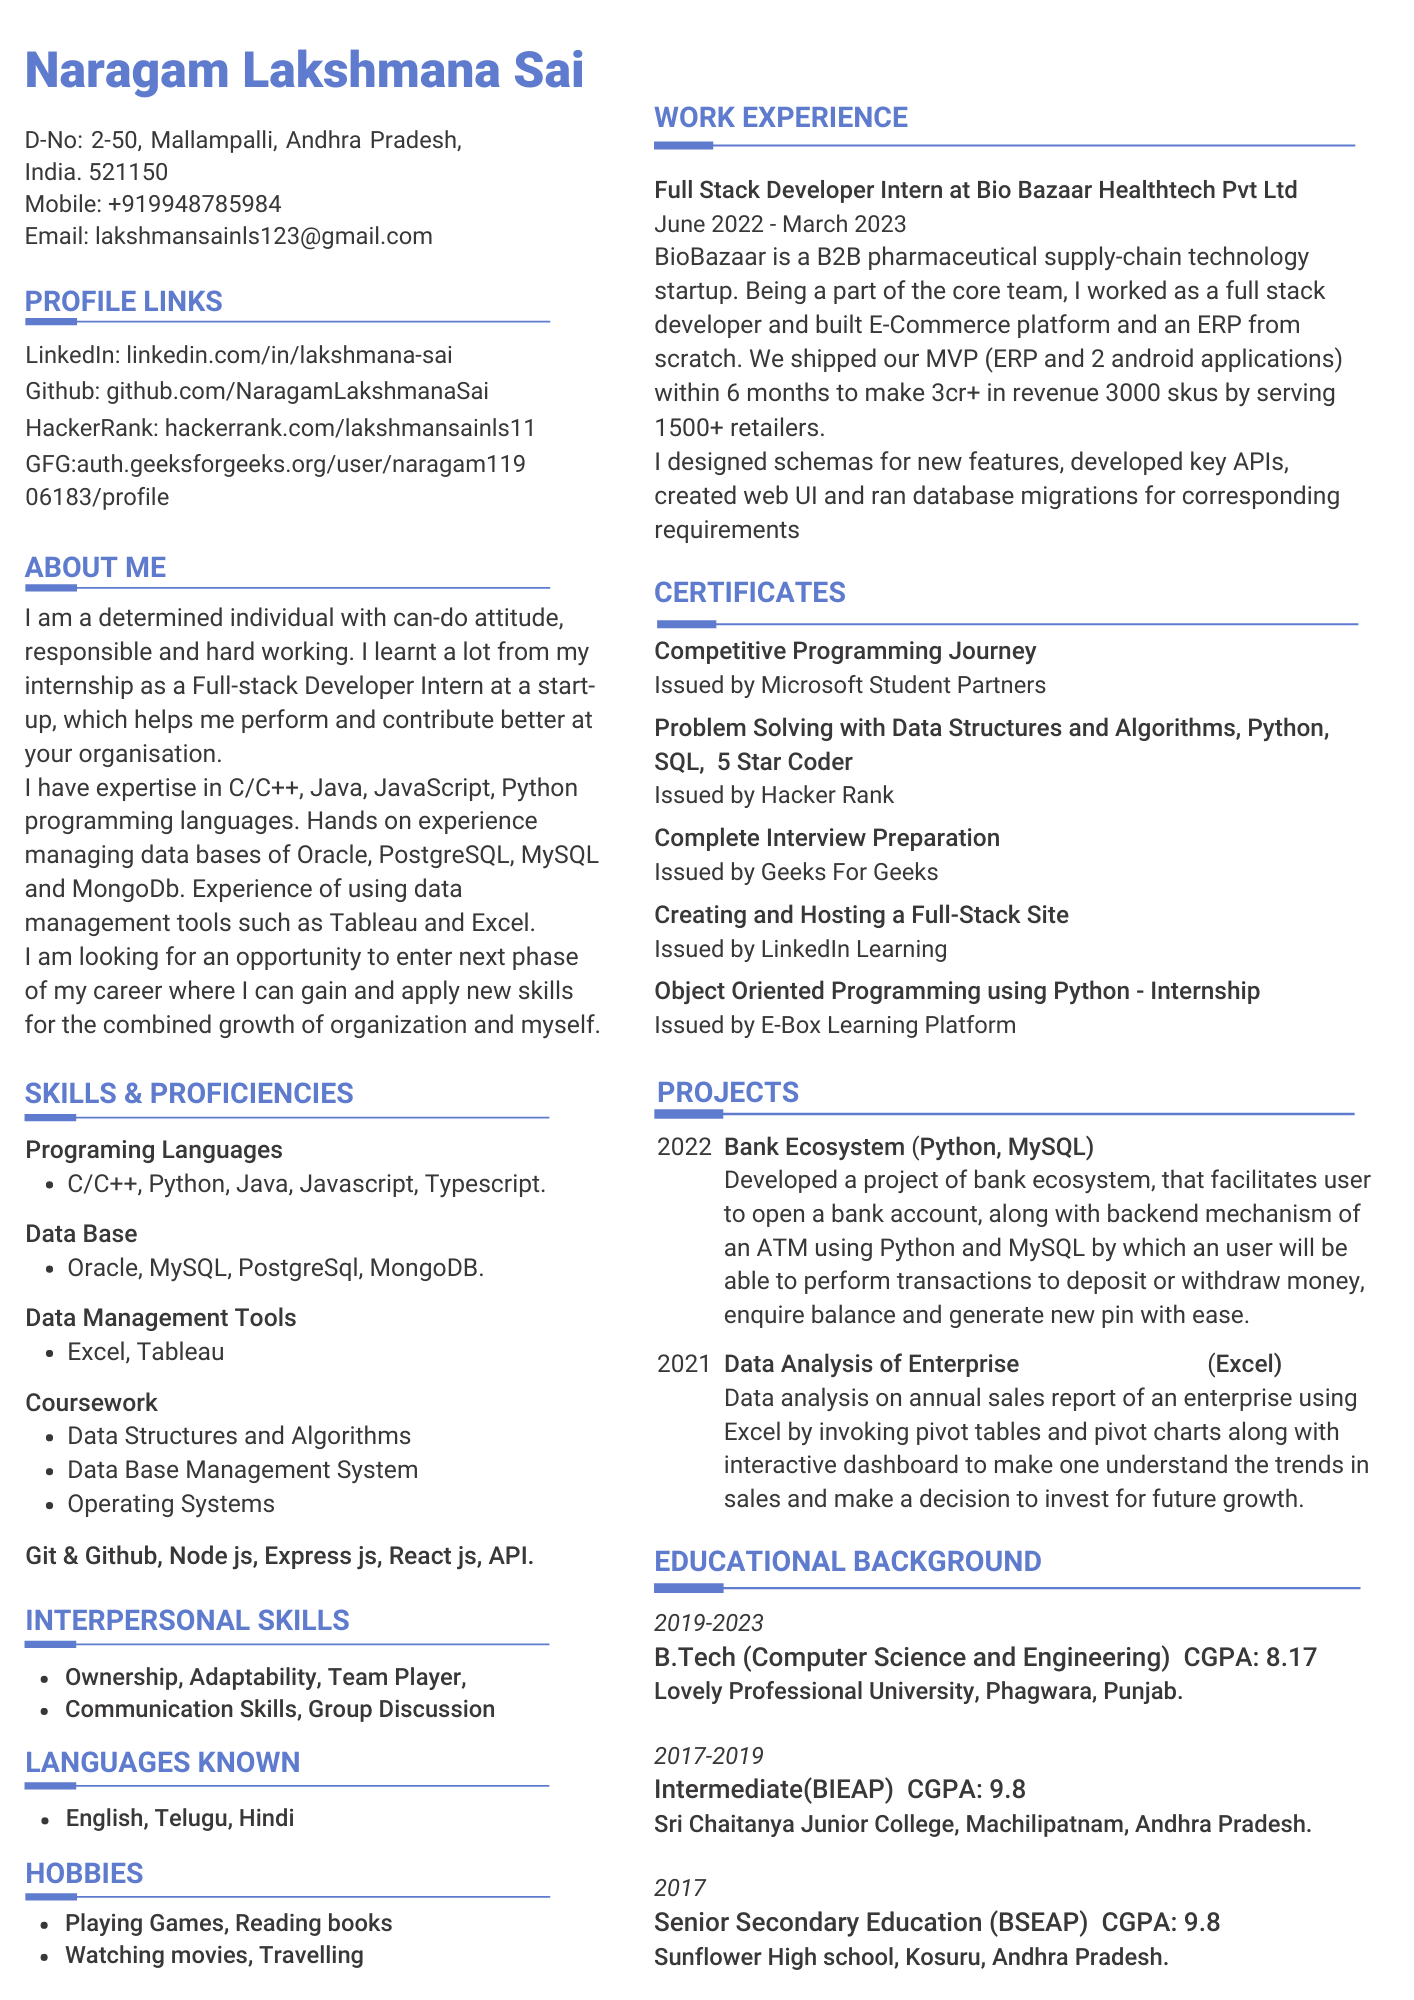 Naragam Lakshmana Sai
D-No: 2-50, Mallampalli, Andhra Pradesh,
India. 521150
Mobile: +919948785984
Email: lakshmansainls123@gmail.com
PROFILE LINKS
LinkedIn: linkedin.com/in/lakshmana-sai
Github: github.com/NaragamLakshmanaSai
HackerRank: hackerrank.com/lakshmansainls11
GFG:auth.geeksforgeeks.org/user/naragam119
06183/profile
ABOUT ME
I am a determined individual with can-do attitude,
responsible and hard working. I learnt a lot from my
internship as a Full-stack Developer Intern at a start-
up, which helps me perform and contribute better at
your organisation.
I have expertise in C/C++, Java, JavaScript, Python
programming languages. Hands on experience
managing data bases of Oracle, PostgreSQL, MySQL
and MongoDb. Experience of using data
management tools such as Tableau and Excel.
I am looking for an opportunity to enter next phase
of my career where I can gain and apply new skills
for the combined growth of organization and myself.
SKILLS & PROFICIENCIES
Programing Languages
• C/C++, Python, Java, Javascript, Typescript.
Data Base
• Oracle, MySQL, PostgreSql, MongoDB.
Data Management Tools
• Excel, Tableau
Coursework
• Data Structures and Algorithms
• Data Base Management System
• Operating Systems
Git & Github, Node js, Express js, React js, API.
INTERPERSONAL SKILLS
• Ownership, Adaptability, Team Player,
• Communication Skills, Group Discussion
LANGUAGES KNOWN
• English, Telugu, Hindi
HOBBIES
• Playing Games, Reading books
• Watching movies, Travelling
WORK EXPERIENCE
Full Stack Developer Intern at Bio Bazaar Healthtech Pvt Ltd
June 2022 - March 2023
BioBazaar is a B2B pharmaceutical supply-chain technology
startup. Being a part of the core team, I worked as a full stack
developer and built E-Commerce platform and an ERP from
scratch. We shipped our MVP (ERP and 2 android applications)
within 6 months to make 3cr+ in revenue 3000 skus by serving
1500+ retailers.
I designed schemas for new features, developed key APIs,
created web UI and ran database migrations for corresponding
requirements
CERTIFICATES
Competitive Programming Journey
Issued by Microsoft Student Partners
Problem Solving with Data Structures and Algorithms, Python,
SQL, 5 Star Coder
Issued by Hacker Rank
Complete Interview Preparation
Issued by Geeks For Geeks
Creating and Hosting a Full-Stack Site
Issued by LinkedIn Learning
Object Oriented Programming using Python - Internship
Issued by E-Box Learning Platform
PROJECTS
2022 Bank Ecosystem (Python, MySQL)
Developed a project of bank ecosystem, that facilitates user
to open a bank account, along with backend mechanism of
an ATM using Python and MySQL by which an user will be
able to perform transactions to deposit or withdraw money,
enquire balance and generate new pin with ease.
2021 Data Analysis of Enterprise (Excel)
Data analysis on annual sales report of an enterprise using
Excel by invoking pivot tables and pivot charts along with
interactive dashboard to make one understand the trends in
sales and make a decision to invest for future growth.
EDUCATIONAL BACKGROUND
2019-2023
B.Tech (Computer Science and Engineering) CGPA: 8.17
Lovely Professional University, Phagwara, Punjab.
2017-2019
Intermediate(BIEAP) CGPA: 9.8
Sri Chaitanya Junior College, Machilipatnam, Andhra Pradesh.
2017
Senior Secondary Education (BSEAP) CGPA: 9.8
Sunflower High school, Kosuru, Andhra Pradesh.